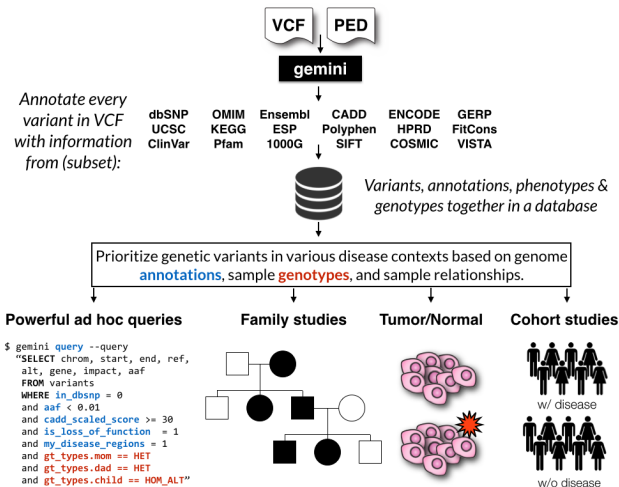 VCF PED
gemini
Annotate every
variant in VCF
with information
from (subset):
dbSNP OMIM Ensembl CADD ENCODE GERP
UCSC KEGG ESP Polyphen HPRD FitCons
ClinVar Pfam 1000G SIFT COSMIC VISTA
Variants, annotations, phenotypes &
genotypes together in a database
Prioritize genetic variants in various disease contexts based on genome
annotations, sample genotypes, and sample relationships.
Powerful ad hoc queries
$ gemini query --query
“SELECT chrom, start, end, ref,
alt, gene, impact, aaf
FROM variants
WHERE in_dbsnp = 0
and aaf < 0.01
and cadd_scaled_score >= 30
and is_loss_of_function = 1
and my_disease_regions = 1
and gt_types.mom == HET
and gt_types.dad == HET
and gt_types.child == HOM_ALT”
Family studies
Tumor/Normal
Cohort studies
w/ disease
w/o disease